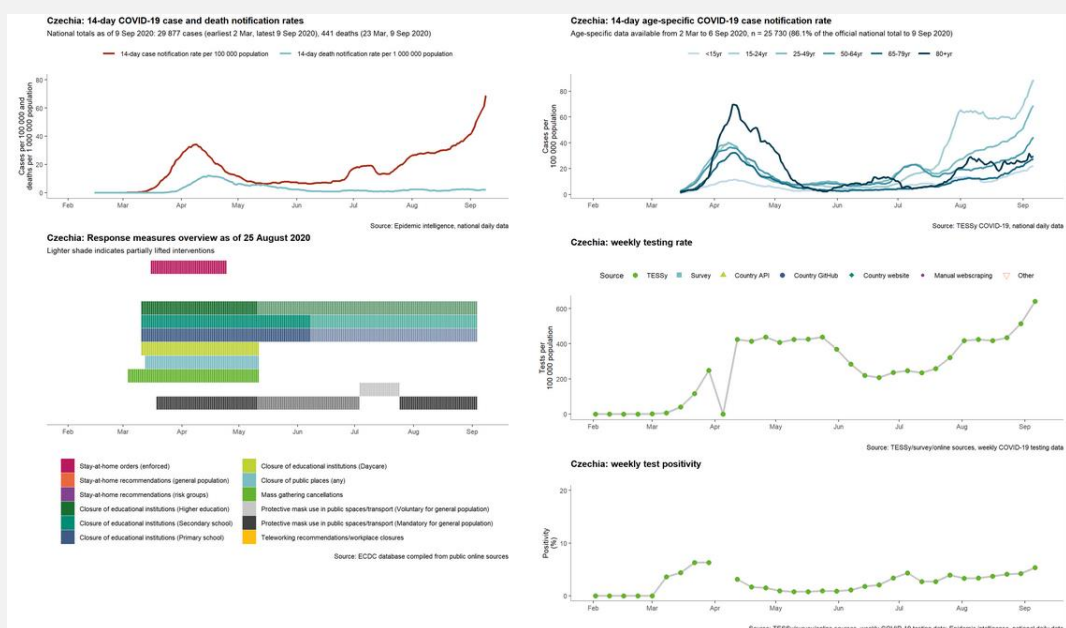 Czechia: 14-day COVID-19 case and death notification rates
National totals as of 9 Sep 2020: 29 877 cases (earliest 2 Mar, latest 9 Sep 2020), 441 deaths (23 Mar, 9 Sep 2020)
14-day case notification rate per 100 000 population
14-day death notification rate per 1 000 000 population
Cases per 100 000 and
deaths per 1 000 000 population
80
60
40
20
0
Feb Mar Apr May Jun Jul Aug Sep
Source: Epidemic intelligence, national daily data
Czechia: Response measures overview as of 25 August 2020
Lighter shade indicates partially lifted interventions
Feb Mar Apr May Jun Jul Aug Sep
Stay-at-home orders (enforced)
Stay-at-home recommendations (general population)
Stay-at-home recommendations (risk groups)
Closure of educational institutions (Higher education)
Closure of educational institutions (Secondary school)
Closure of educational institutions (Primary school)
Closure of educational institutions (Daycare)
Closure of public places (any)
Mass gathering cancellations
Protective mask use in public spaces/transport (Voluntary for general population)
Protective mask use in public spaces/transport (Mandatory for general population)
Teleworking recommendations/workplace closures
Source: ECDC database compiled from public online sources
Czechia: 14-day age-specific COVID-19 case notification rate
Age-specific data available from 2 Mar to 6 Sep 2020, n = 25 730 (86.1% of the official national total to 9 Sep 2020)
<15yr 15-24yr 25-49yr 50-64yr 65-79yr 80+yr
Cases per
100 000 population
80
60
40
20
0
Feb Mar Apr May Jun Jul Aug Sep
Source: TESSy COVID-19, national daily data
Czechia: weekly testing rate
Source TESSy Survey Country API Country GitHub Country website Manual webscraping Other
Tests per
100 000 population
600
400
200
0
Feb Mar Apr May Jun Jul Aug Sep
Source: TESSy/survey/online sources, weekly COVID-19 testing data
Czechia: weekly test positivity
Positivity
(%)
20
10
0
Feb Mar Apr May Jun Jul Aug Sep